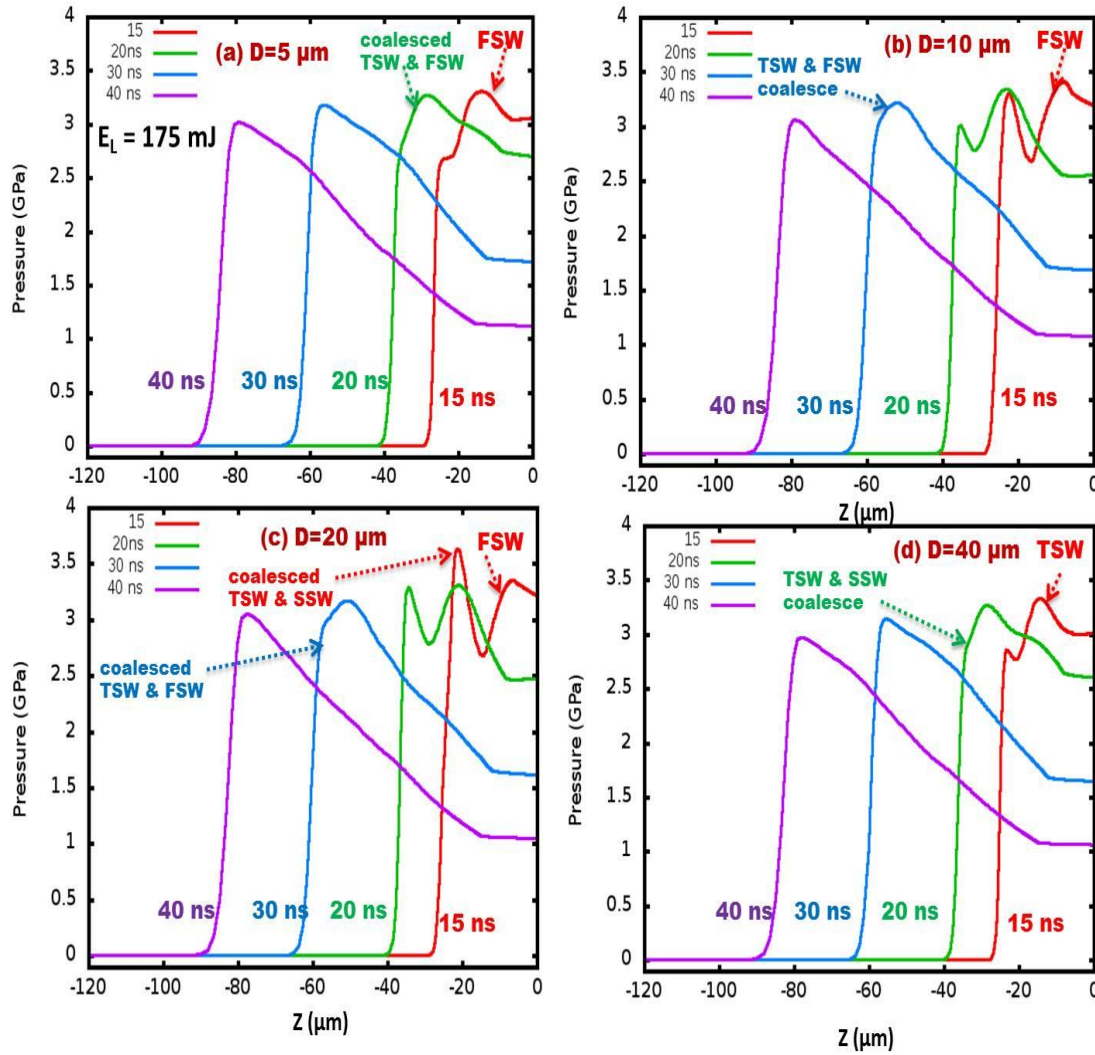 (a) D=5 µm
15
20ns
30 ns
40 ns
E_L = 175 mJ
coalesced
TSW & FSW
FSW
Pressure (GPa)
4
3.5
3
2.5
2
1.5
1
0.5
0
40 ns
30 ns
20 ns
15 ns
-120
-100
-80
-60
-40
-20
0
(b) D=10 µm
15
20ns
30 ns
40 ns
TSW & FSW
coalesce
FSW
Pressure (GPa)
4
3.5
3
2.5
2
1.5
1
0.5
0
40 ns
30 ns
20 ns
15 ns
-120
-100
-80
-60
-40
-20
0
Z (µm)
(c) D=20 µm
15
20ns
30 ns
40 ns
coalesced
TSW & SSW
FSW
coalesced
TSW & FSW
Pressure (GPa)
4
3.5
3
2.5
2
1.5
1
0.5
0
40 ns
30 ns
20 ns
15 ns
-120
-100
-80
-60
-40
-20
0
Z (µm)
(d) D=40 µm
15
20ns
30 ns
40 ns
TSW & SSW
coalesce
TSW
Pressure (GPa)
4
3.5
3
2.5
2
1.5
1
0.5
0
40 ns
30 ns
20 ns
15 ns
-120
-100
-80
-60
-40
-20
0
Z (µm)